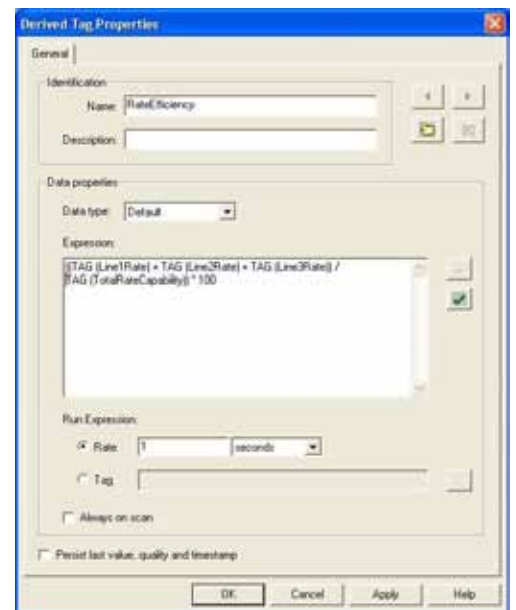 Derived Tag Properties
General
Identification
Name: RateEfficiency
Description:
Data properties
Data type: Default
Expression:
((TAG (Line1Rate) + TAG (Line2Rate) + TAG (Line3Rate)) /
TAG (TotalRateCapability)) * 100
Run Expression:
Rate 1 seconds
Tag
Always on scan
Persist last value, quality and timestamp
OK Cancel Apply Help